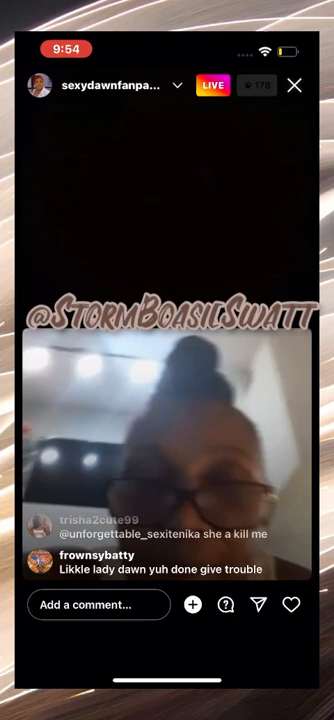 9:54
sexydawnfanpa...
LIVE
178
@STORMBOASILSWATT
trisha2cute99
@unforgettable_sexitenika she a kill me
frownsybatty
Likkle lady dawn yuh done give trouble
Add a comment...